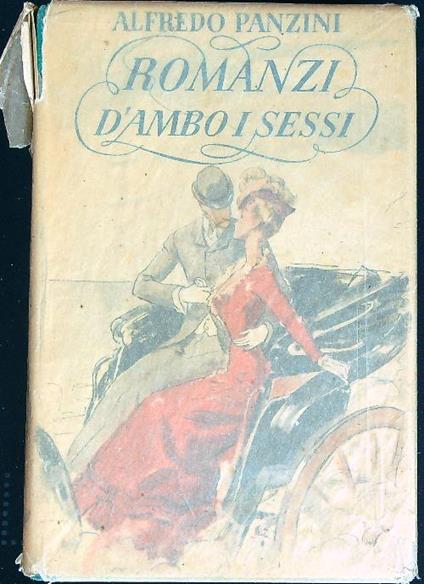 ALFREDO PANZINI
ROMANZI
D'AMBO I SESSI